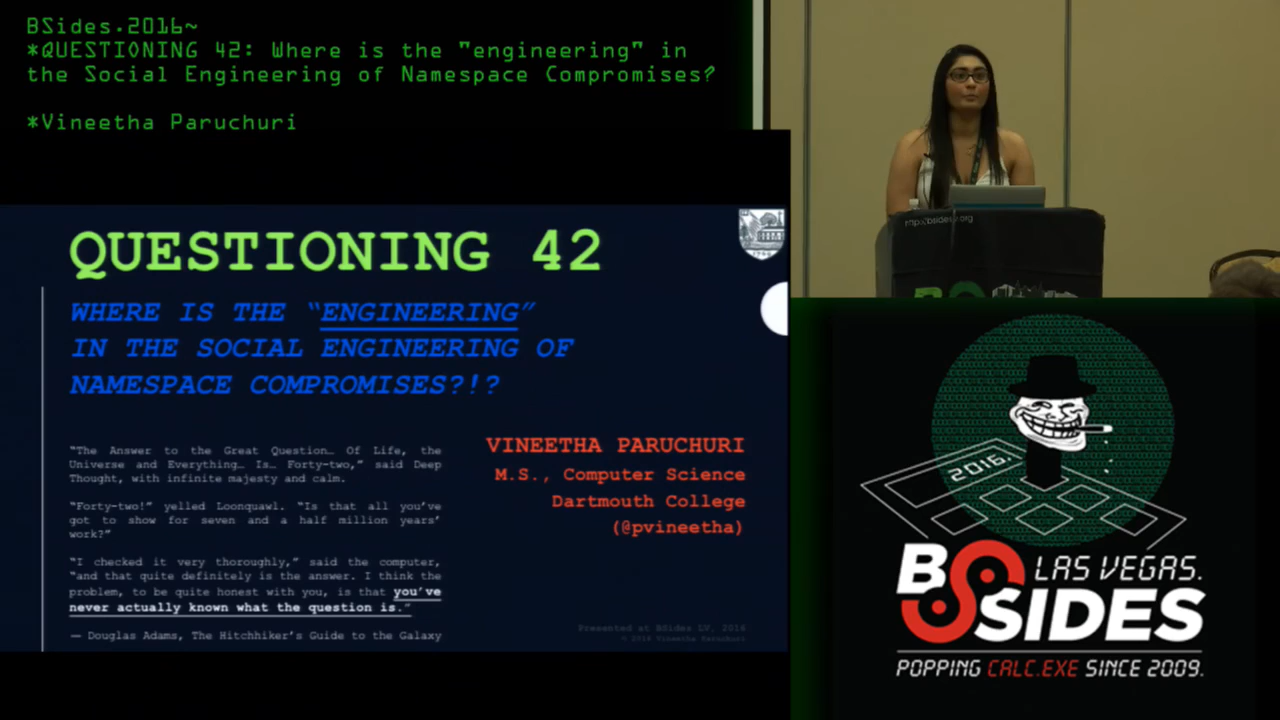 BSides.2016~
*QUESTIONING 42: Where is the "engineering" in
the Social Engineering of Namespace Compromises?
*Vineetha Paruchuri
QUESTIONING 42
WHERE IS THE “ENGINEERING”
IN THE SOCIAL ENGINEERING OF
NAMESPACE COMPROMISES?!?
“The Answer to the Great Question… Of Life, the
Universe and Everything… Is… Forty-two,” said Deep
Thought, with infinite majesty and calm.
“Forty-two!” yelled Loonquawl. “Is that all you’ve
got to show for seven and a half million years’
work?”
“I checked it very thoroughly,” said the computer,
“and that quite definitely is the answer. I think the
problem, to be quite honest with you, is that you’ve
never actually known what the question is.”
— Douglas Adams, The Hitchhiker’s Guide to the Galaxy
VINEETHA PARUCHURI
M.S., Computer Science
Dartmouth College
(@pvineetha)
Presented at BSides LV, 2016
© 2016 Vineetha Paruchuri
2016.
BSIDES
LAS VEGAS.
POPPING CALC.EXE SINCE 2009.